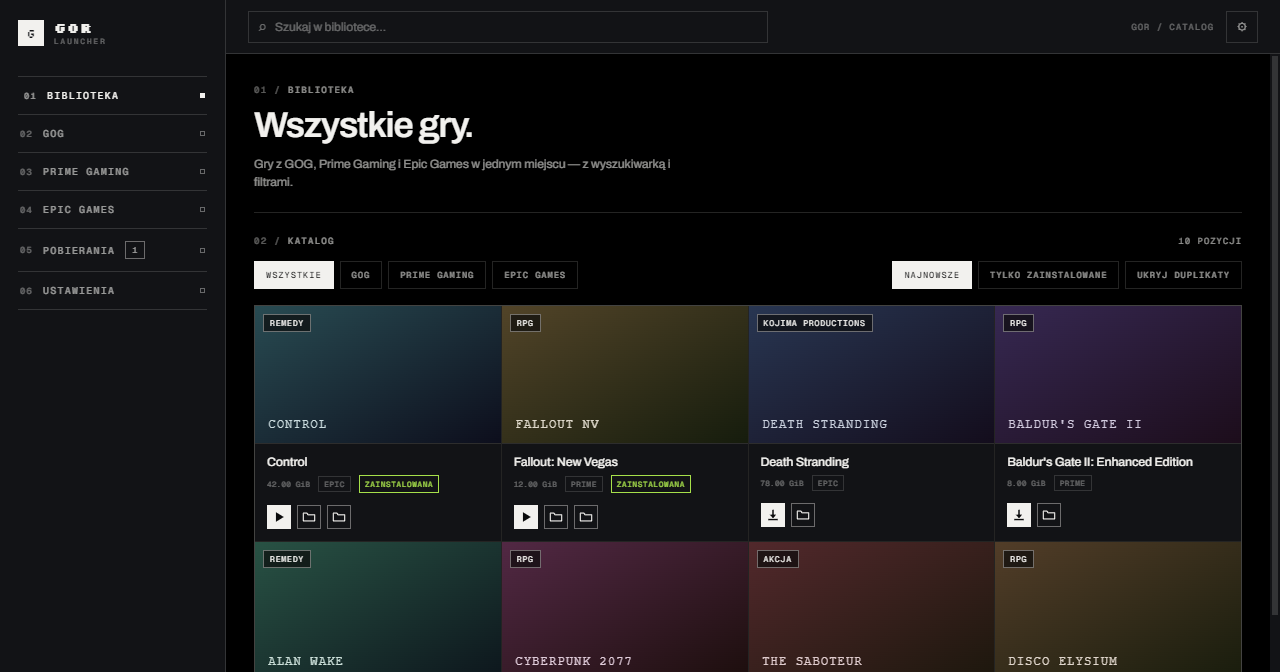 G
GOR
LAUNCHER
Szukaj w bibliotece...
GOR / CATALOG
01 BIBLIOTEKA
02 GOG
03 PRIME GAMING
04 EPIC GAMES
05 POBIERANIA 1
06 USTAWIENIA
01 / BIBLIOTEKA
Wszystkie gry.
Gry z GOG, Prime Gaming i Epic Games w jednym miejscu — z wyszukiwarką i
filtrami.
02 / KATALOG
10 POZYCJI
WSZYSTKIE GOG PRIME GAMING EPIC GAMES
NAJNOWSZE TYLKO ZAINSTALOWANE UKRYJ DUPLIKATY
REMEDY
CONTROL
Control
42.00 GiB EPIC ZAINSTALOWANA
RPG
FALLOUT NV
Fallout: New Vegas
12.00 GiB PRIME ZAINSTALOWANA
KOJIMA PRODUCTIONS
DEATH STRANDING
Death Stranding
78.00 GiB EPIC
RPG
BALDUR'S GATE II
Baldur's Gate II: Enhanced Edition
8.00 GiB PRIME
REMEDY
ALAN WAKE
RPG
CYBERPUNK 2077
AKCJA
THE SABOTEUR
RPG
DISCO ELYSIUM